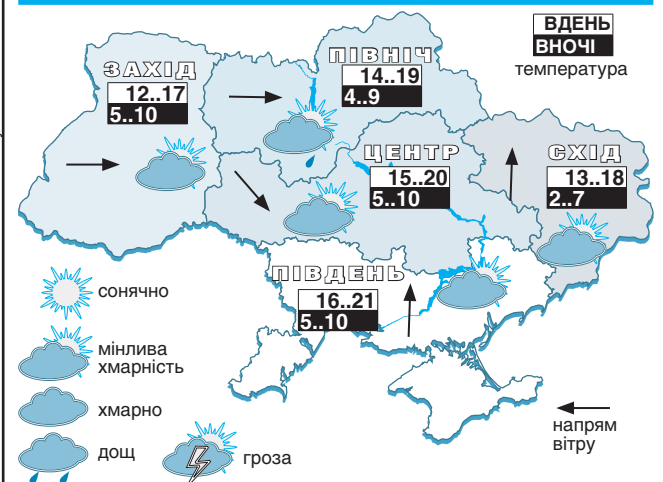 ВДЕНЬ
ВНОЧІ
температура
ПІВНІЧ
14..19
4..9
ЗАХІД
12..17
5..10
ЦЕНТР
15..20
5..10
СХІД
13..18
2..7
ПІВДЕНЬ
16..21
5..10
сонячно
мінлива
хмарність
хмарно
дощ
гроза
напрям
вітру